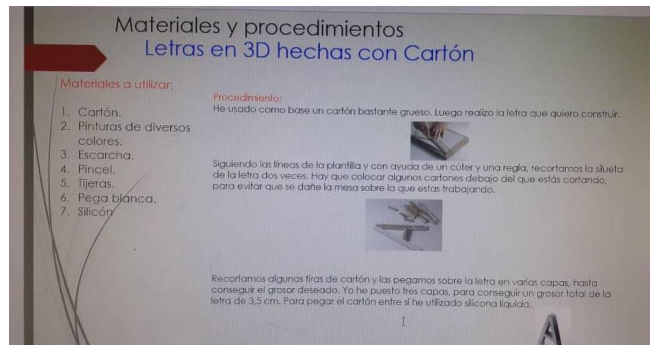 Materiales y procedimientos
Letras en 3D hechas con Cartón
Materiales a utilizar:
1. Cartón.
2. Pinturas de diversos
colores.
3. Escarcha.
4. Pincel.
5. Tijeras.
6. Pega blanca.
7. Silicón
Procedimiento:
He usado como base un cartón bastante grueso. Luego realizo la letra que quiero construir.
Siguiendo las líneas de la plantilla y con ayuda de un cúter y una regla, recortamos la silueta
de la letra dos veces. Hay que colocar algunos cartones debajo del que estás cortando,
para evitar que se dañe la mesa sobre la que estas trabajando.
Recortamos algunas tiras de cartón y las pegamos sobre la letra en varias capas, hasta
conseguir el grosor deseado. Yo he puesto tres capas, para conseguir un grosor total de la
letra de 3,5 cm. Para pegar el cartón entre sí he utilizado silicona líquida.